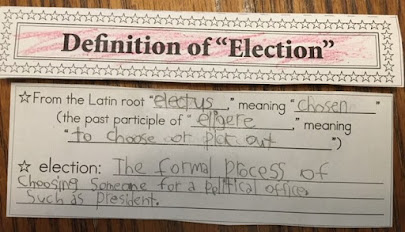 Definition of "Election"
☆ From the Latin root "electus" meaning "chosen"
(the past participle of "eligere" meaning
"to choose or pick out")
☆ election: The formal process of
Choosing Someone for a political office
Such as president.